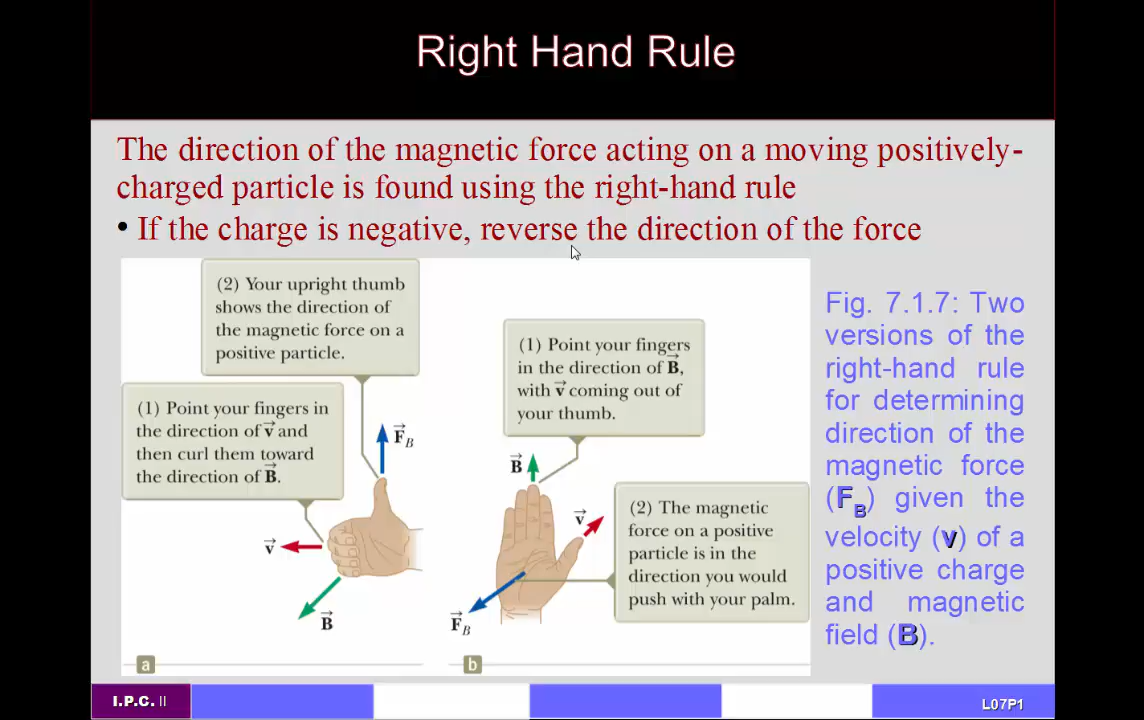 Right Hand Rule
The direction of the magnetic force acting on a moving positively-
charged particle is found using the right-hand rule
• If the charge is negative, reverse the direction of the force
(2) Your upright thumb
shows the direction of
the magnetic force on a
positive particle.
(1) Point your fingers in
the direction of v⃗ and
then curl them toward
the direction of B⃗.
F⃗B
v⃗
B⃗
a
(1) Point your fingers
in the direction of B⃗,
with v⃗ coming out of
your thumb.
B⃗
v⃗
(2) The magnetic
force on a positive
particle is in the
direction you would
push with your palm.
F⃗B
b
Fig. 7.1.7: Two
versions of the
right-hand rule
for determining
direction of the
magnetic force
(FB) given the
velocity (v) of a
positive charge
and magnetic
field (B).
I.P.C. II
L07P1